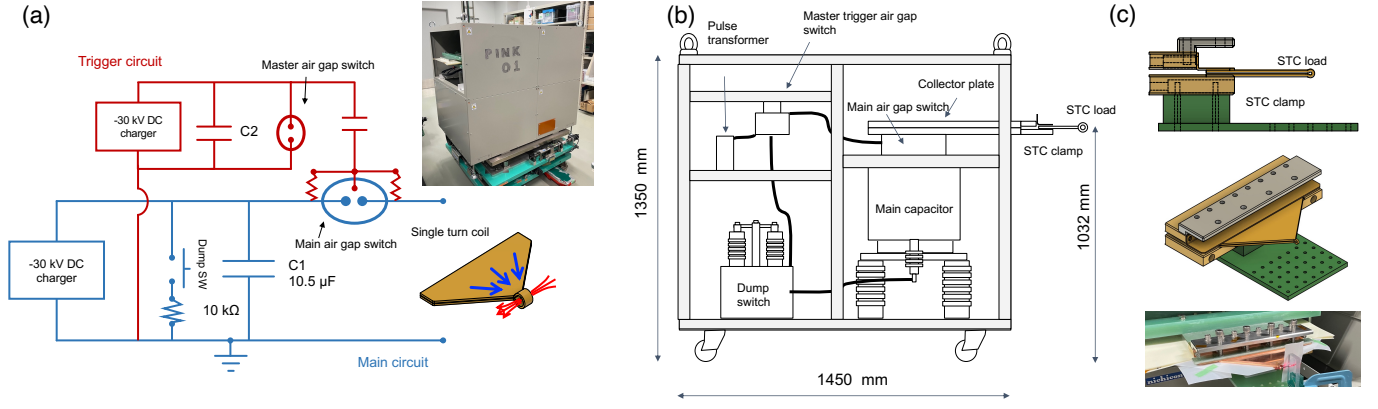 (a)
Trigger circuit
Master air gap
switch
-30 kV DC
charger
C2
PINK
01
Main air gap switch
Single turn coil
-30 kV DC
charger
Dump SW
C1
10.5 µF
10 kΩ
Main circuit
(b)
Pulse
transformer
Master trigger air gap
switch
Collector plate
Main air gap switch
STC load
STC clamp
1350 mm
1032 mm
Main capacitor
Dump
switch
1450 mm
(c)
STC load
STC clamp
nichicon